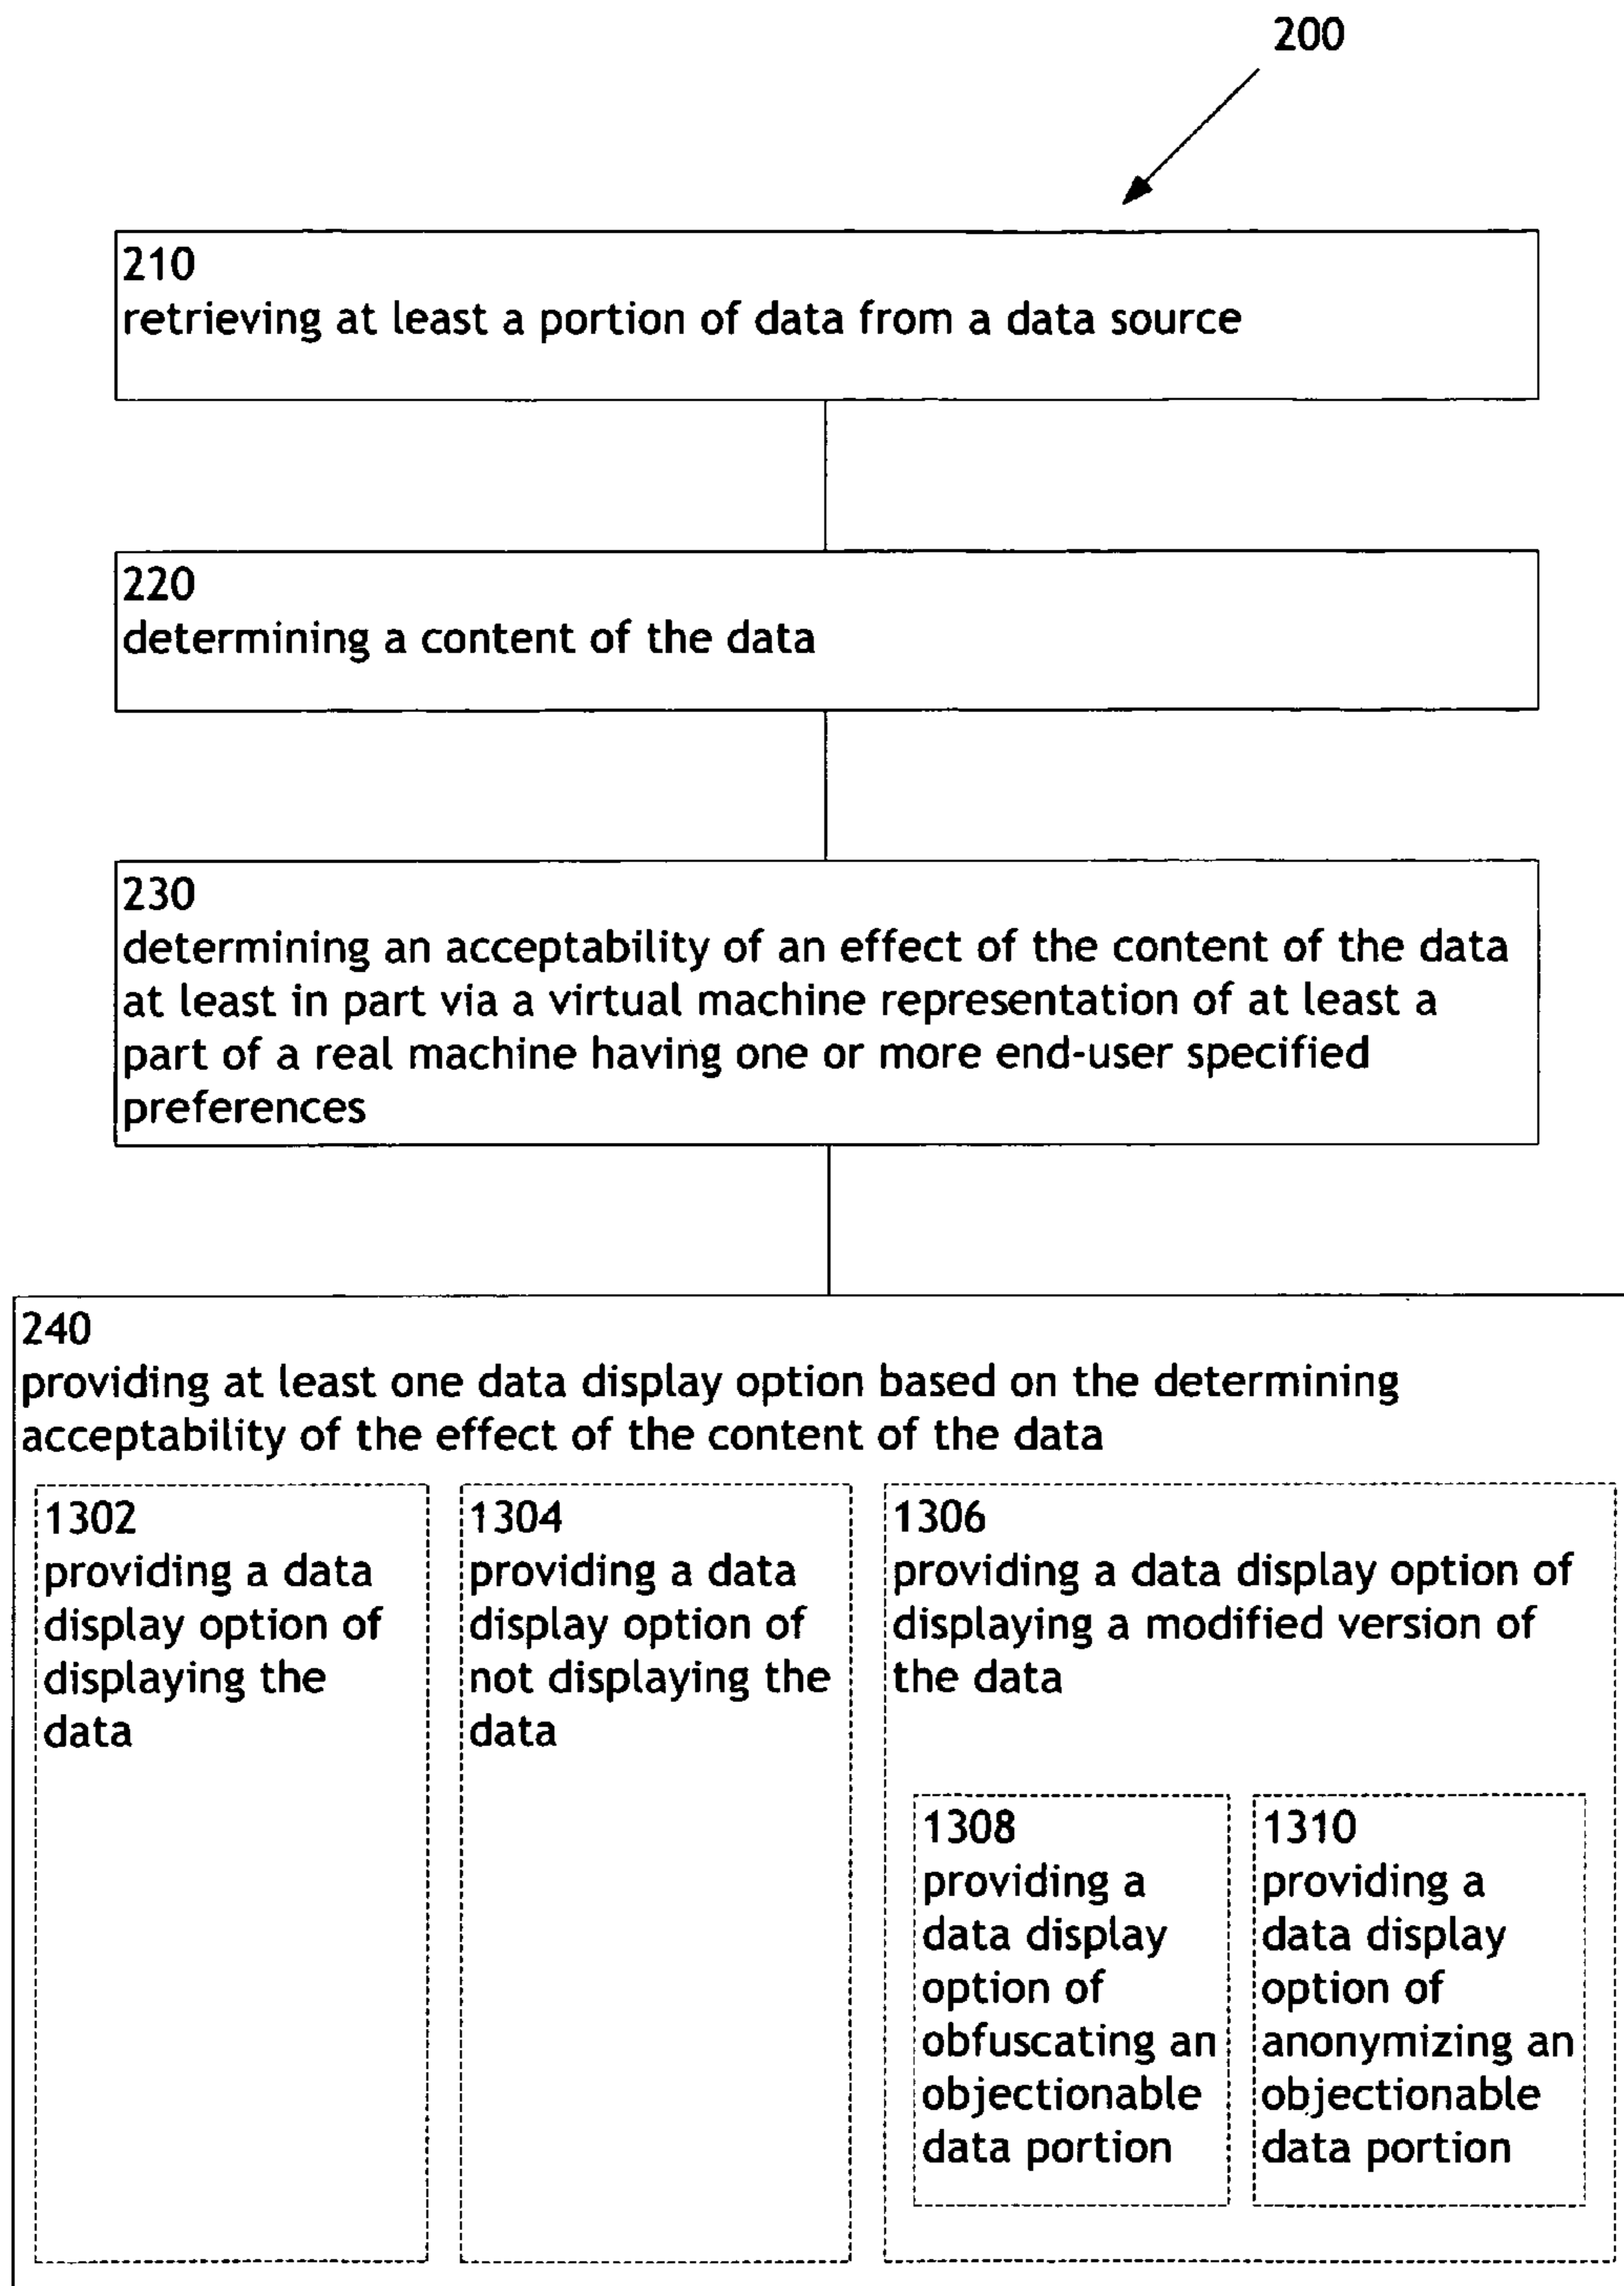 200
210
retrieving at least a portion of data from a data source
220
determining a content of the data
230
determining an acceptability of an effect of the content of the data
at least in part via a virtual machine representation of at least a
part of a real machine having one or more end-user specified
preferences
240
providing at least one data display option based on the determining
acceptability of the effect of the content of the data
1302
providing a data
display option of
displaying the
data
1304
providing a data
display option of
not displaying the
data
1306
providing a data display option of
displaying a modified version of
the data
1308
providing a
data display
option of
obfuscating an
objectionable
data portion
1310
providing a
data display
option of
anonymizing an
objectionable
data portion